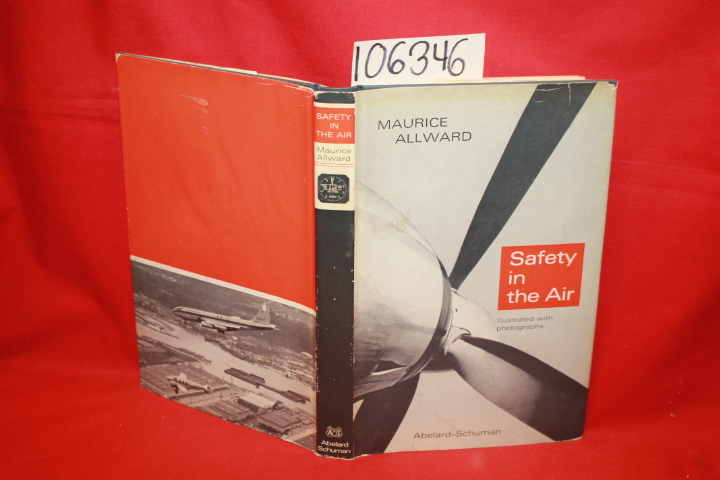 106346
SAFETY
IN
THE AIR
Maurice
Allward
Abelard
Schuman
MAURICE
ALLWARD
Safety
in
the Air
Illustrated with
photographs
Abelard-Schuman